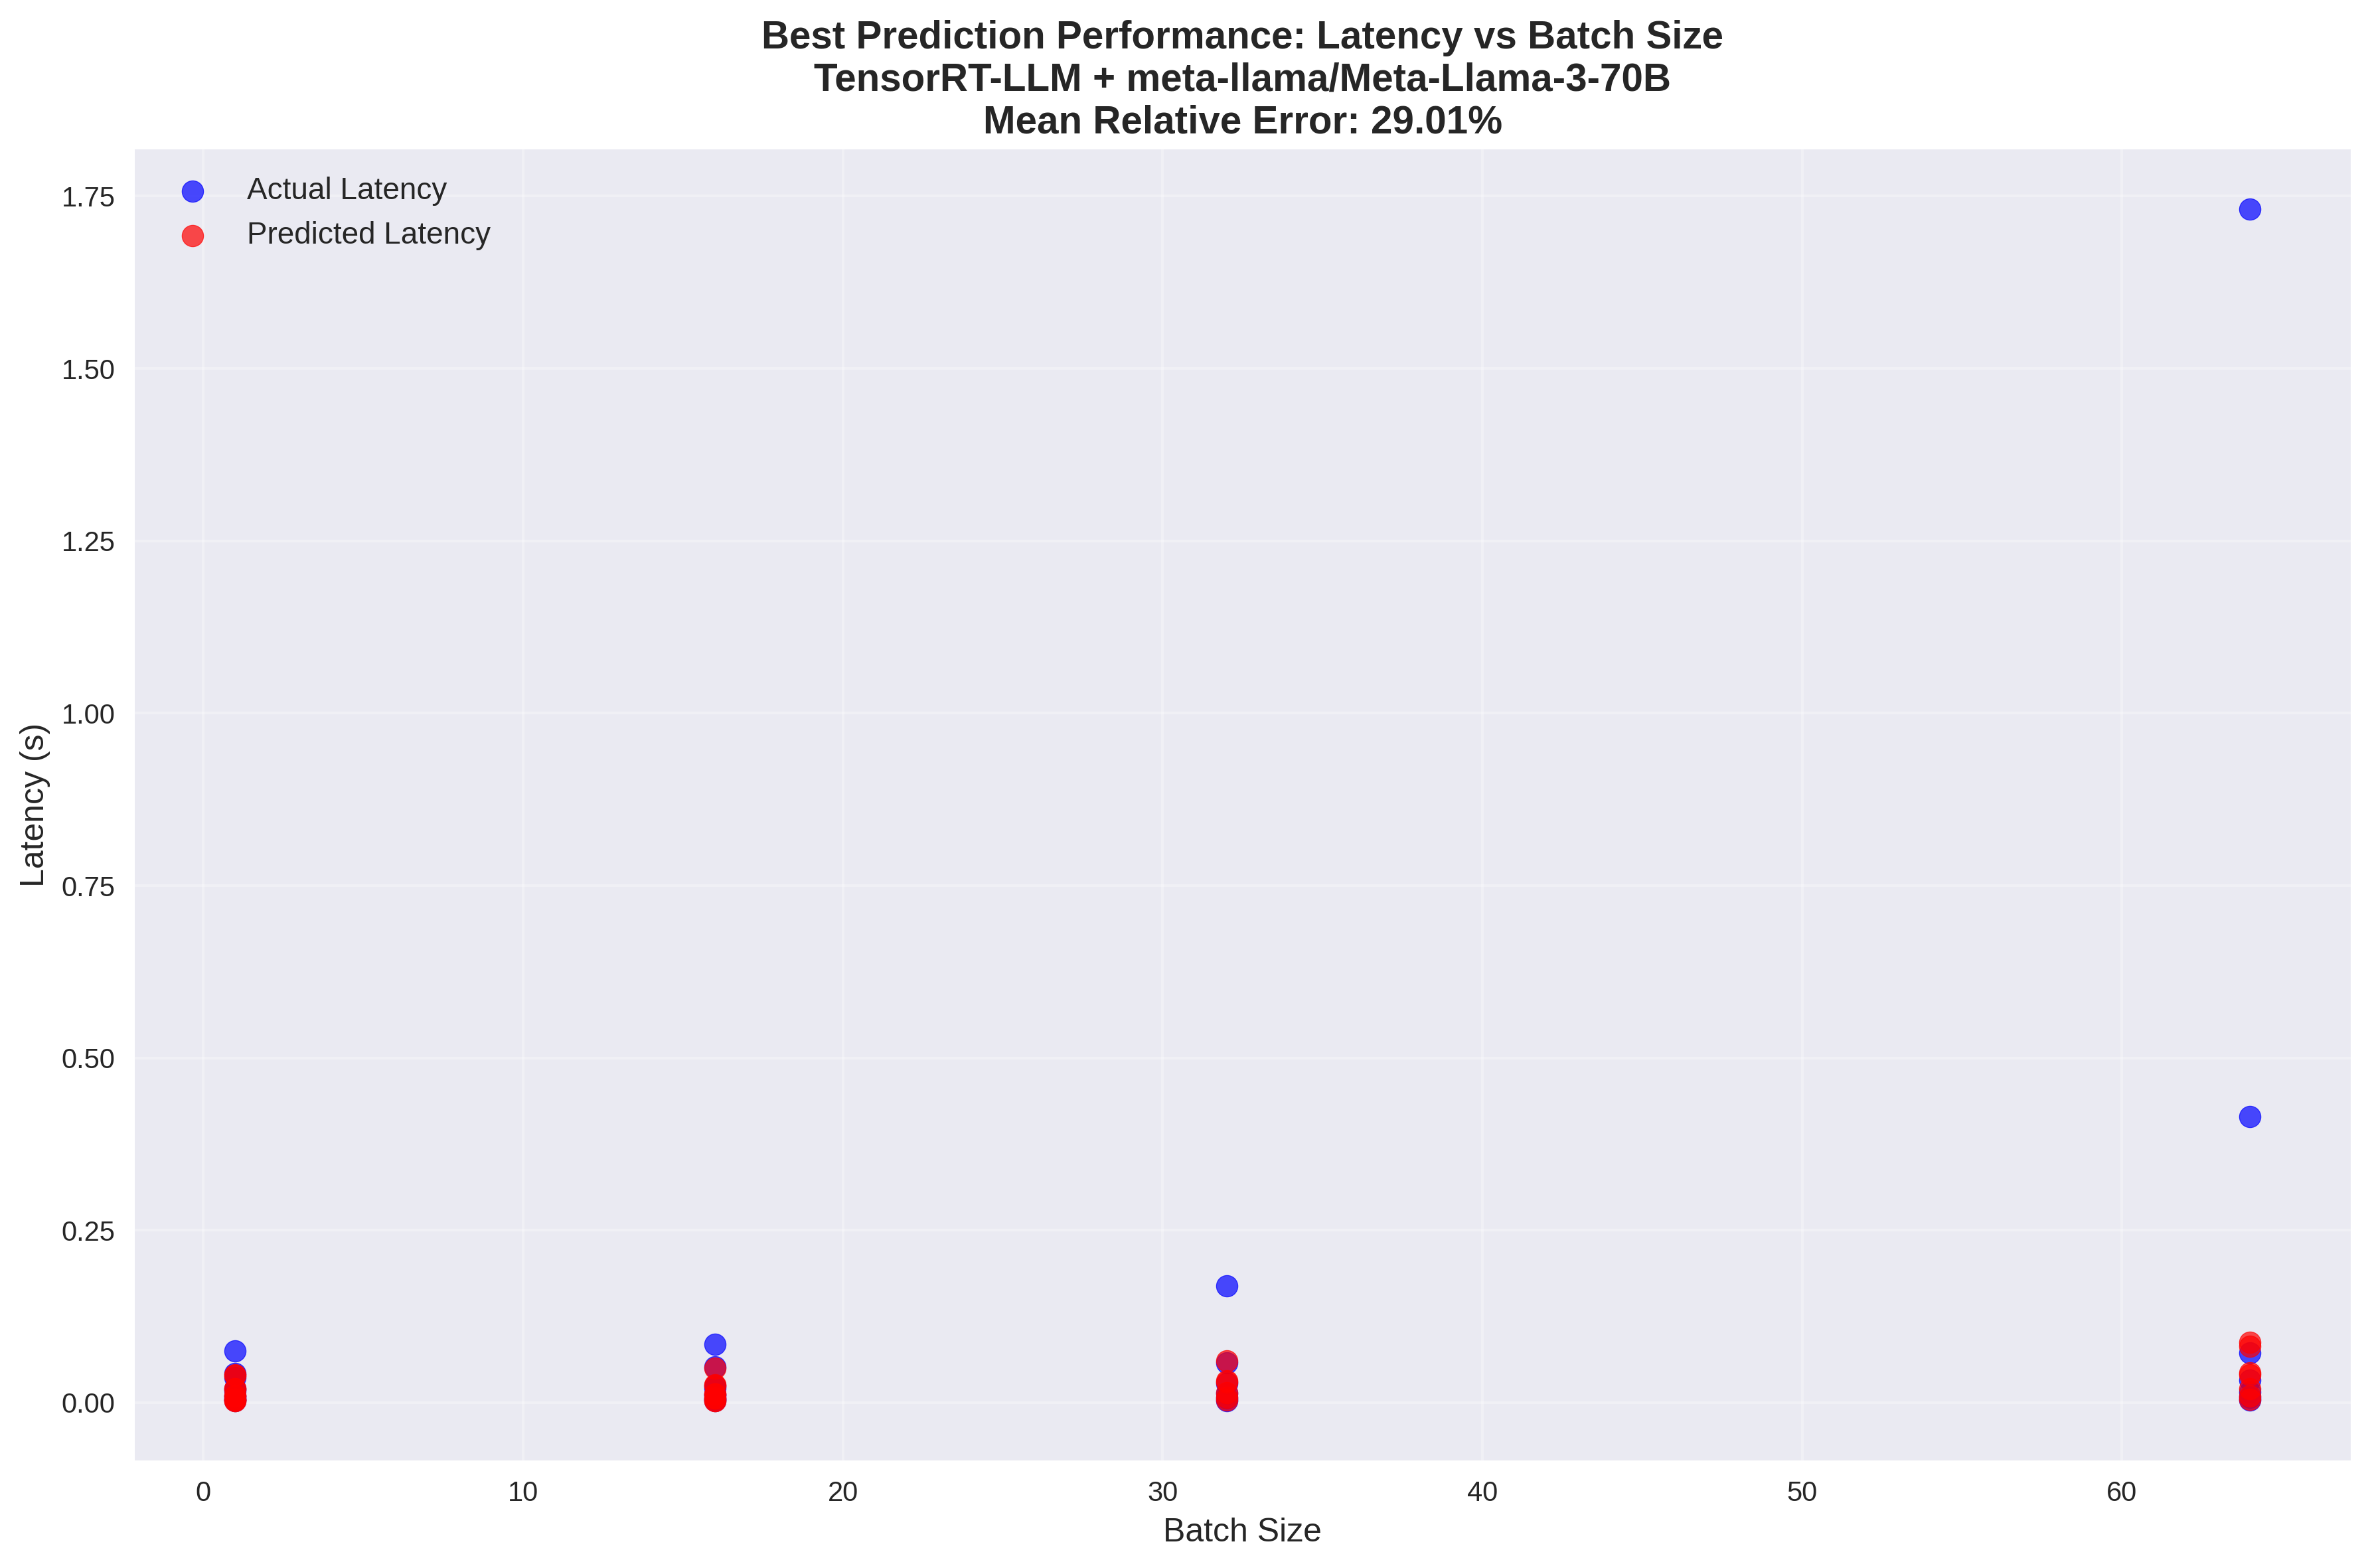 Best Prediction Performance: Latency vs Batch Size
TensorRT-LLM + meta-llama/Meta-Llama-3-70B
Mean Relative Error: 29.01%
Actual Latency
Predicted Latency
1.75
1.50
1.25
1.00
0.75
0.50
0.25
0.00
Latency (s)
0 10 20 30 40 50 60
Batch Size